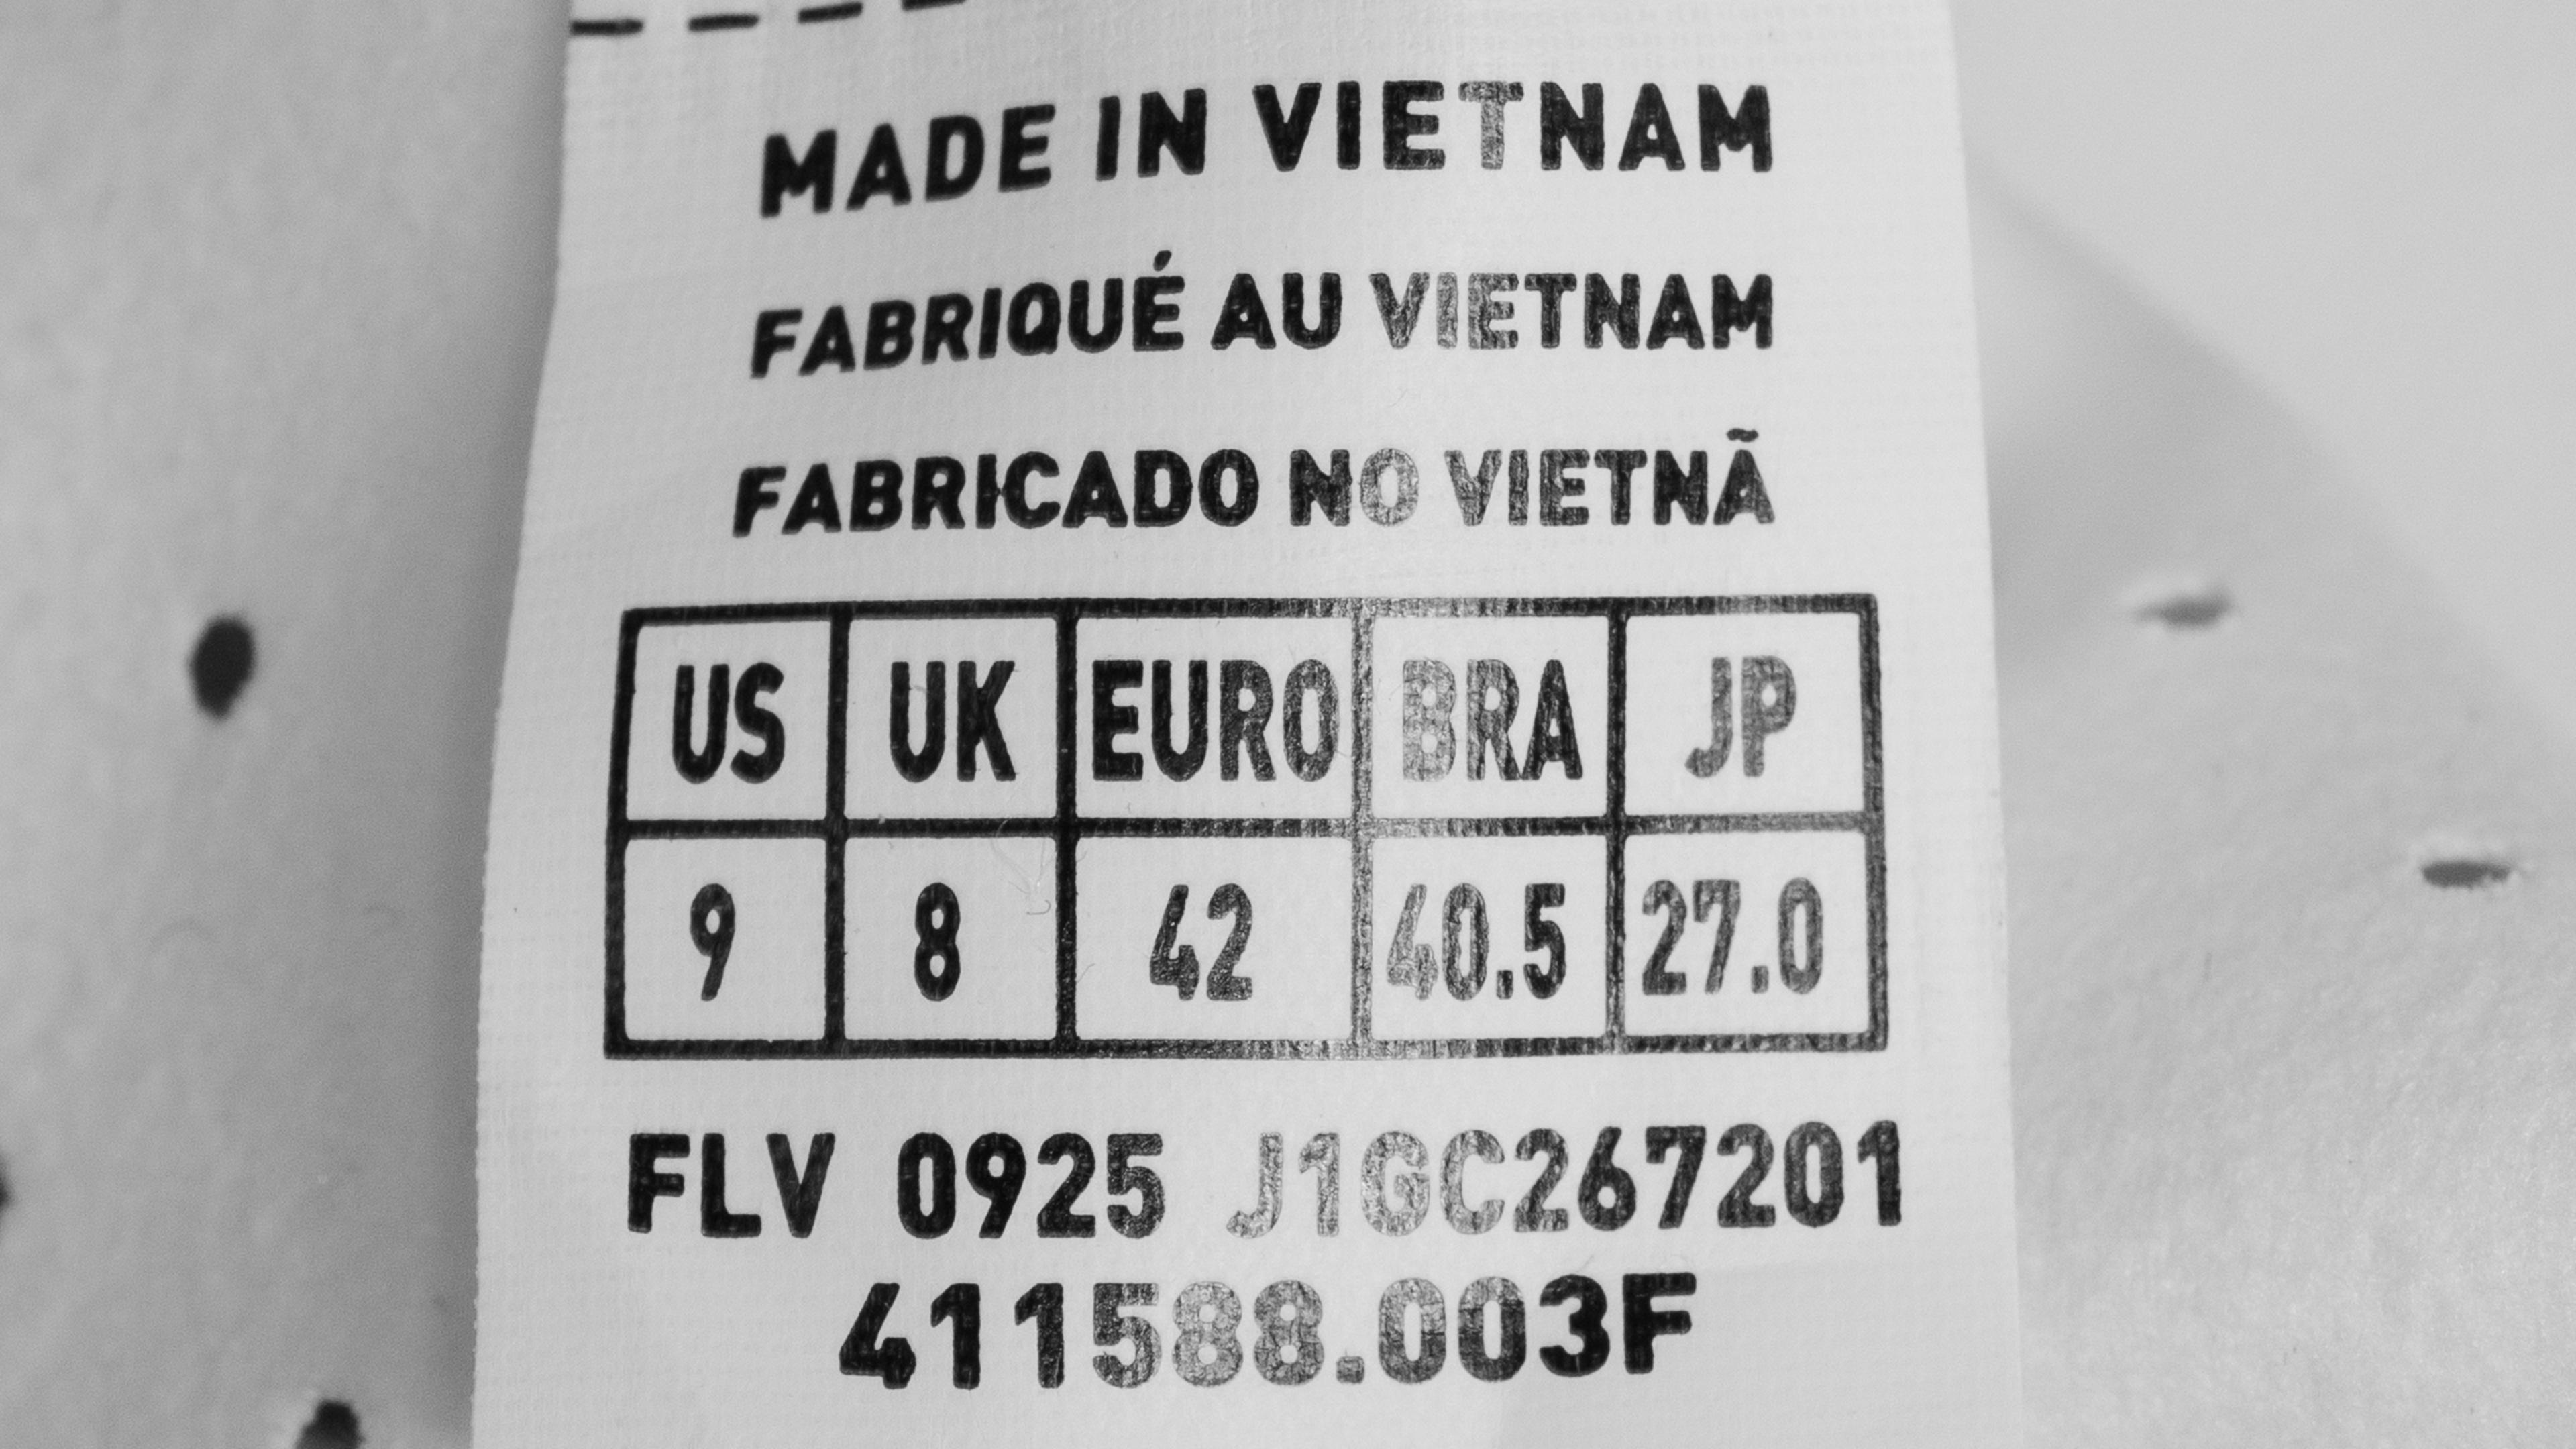 MADE IN VIETNAM
FABRIQUÉ AU VIETNAM
FABRICADO NO VIETNÃ
US UK EURO BRA JP
9 8 42 40.5 27.0
FLV 0925 J1GC267201
411588.003F